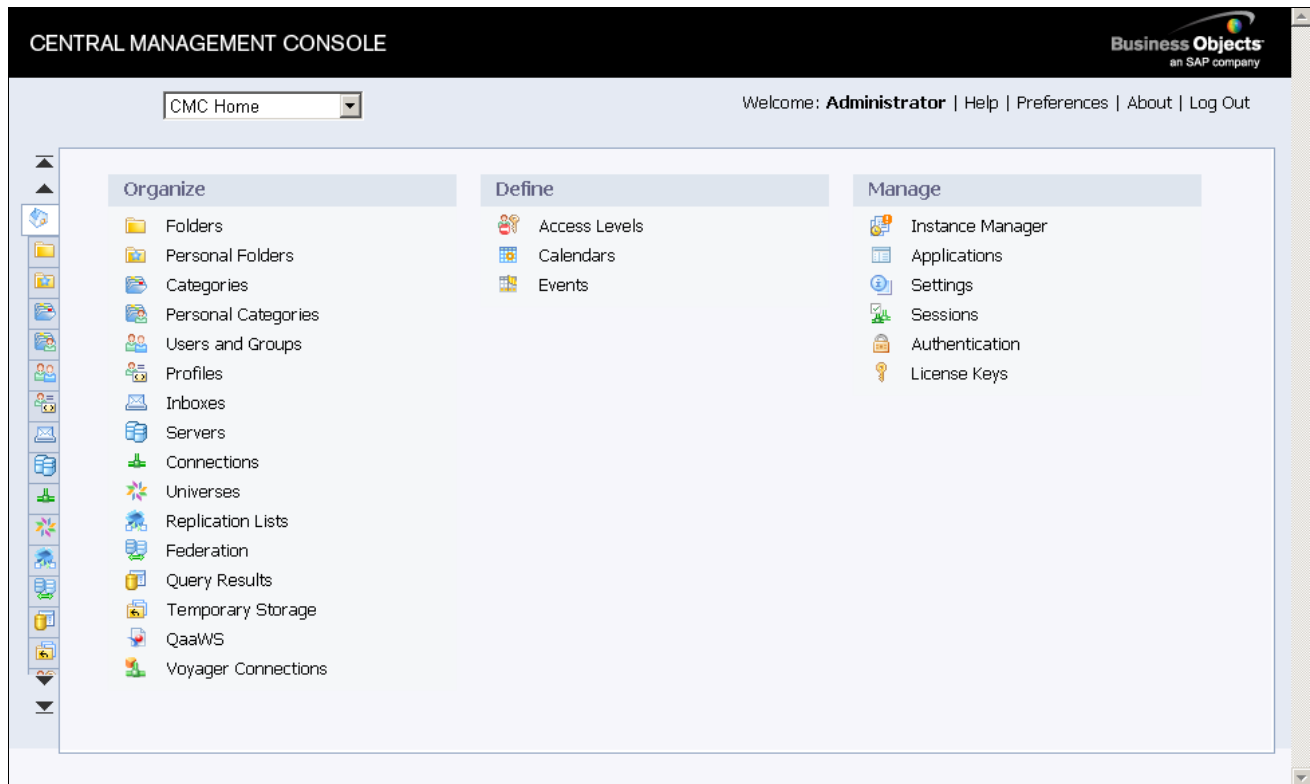 CENTRAL MANAGEMENT CONSOLE
Business Objects
an SAP company
CMC Home
Welcome: Administrator | Help | Preferences | About | Log Out
Organize
Folders
Personal Folders
Categories
Personal Categories
Users and Groups
Profiles
Inboxes
Servers
Connections
Universes
Replication Lists
Federation
Query Results
Temporary Storage
QaaWS
Voyager Connections
Define
Access Levels
Calendars
Events
Manage
Instance Manager
Applications
Settings
Sessions
Authentication
License Keys